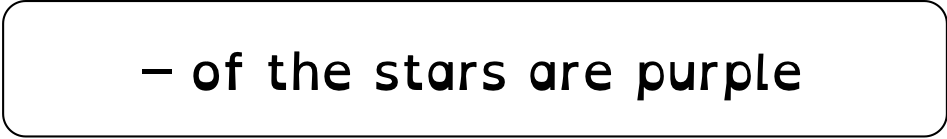 – of the stars are purple